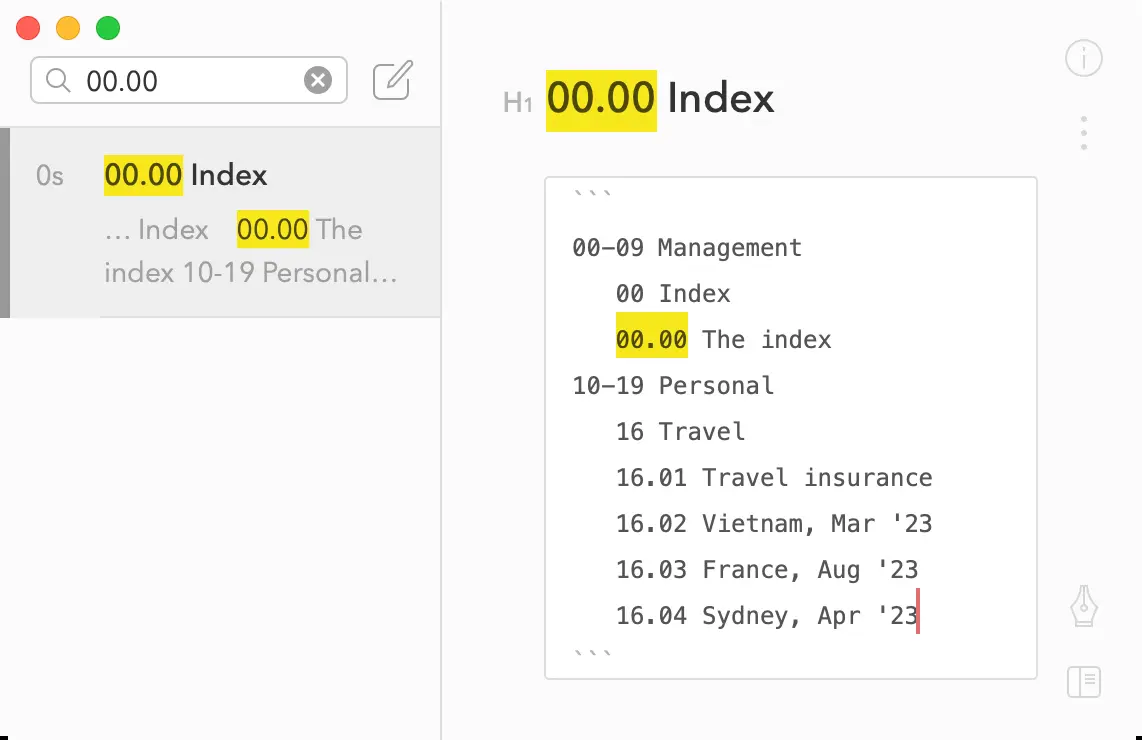 00.00
0s
00.00 Index
... Index 00.00 The
index 10-19 Personal...
H1 00.00 Index
```
00-09 Management
00 Index
00.00 The index
10-19 Personal
16 Travel
16.01 Travel insurance
16.02 Vietnam, Mar '23
16.03 France, Aug '23
16.04 Sydney, Apr '23
```